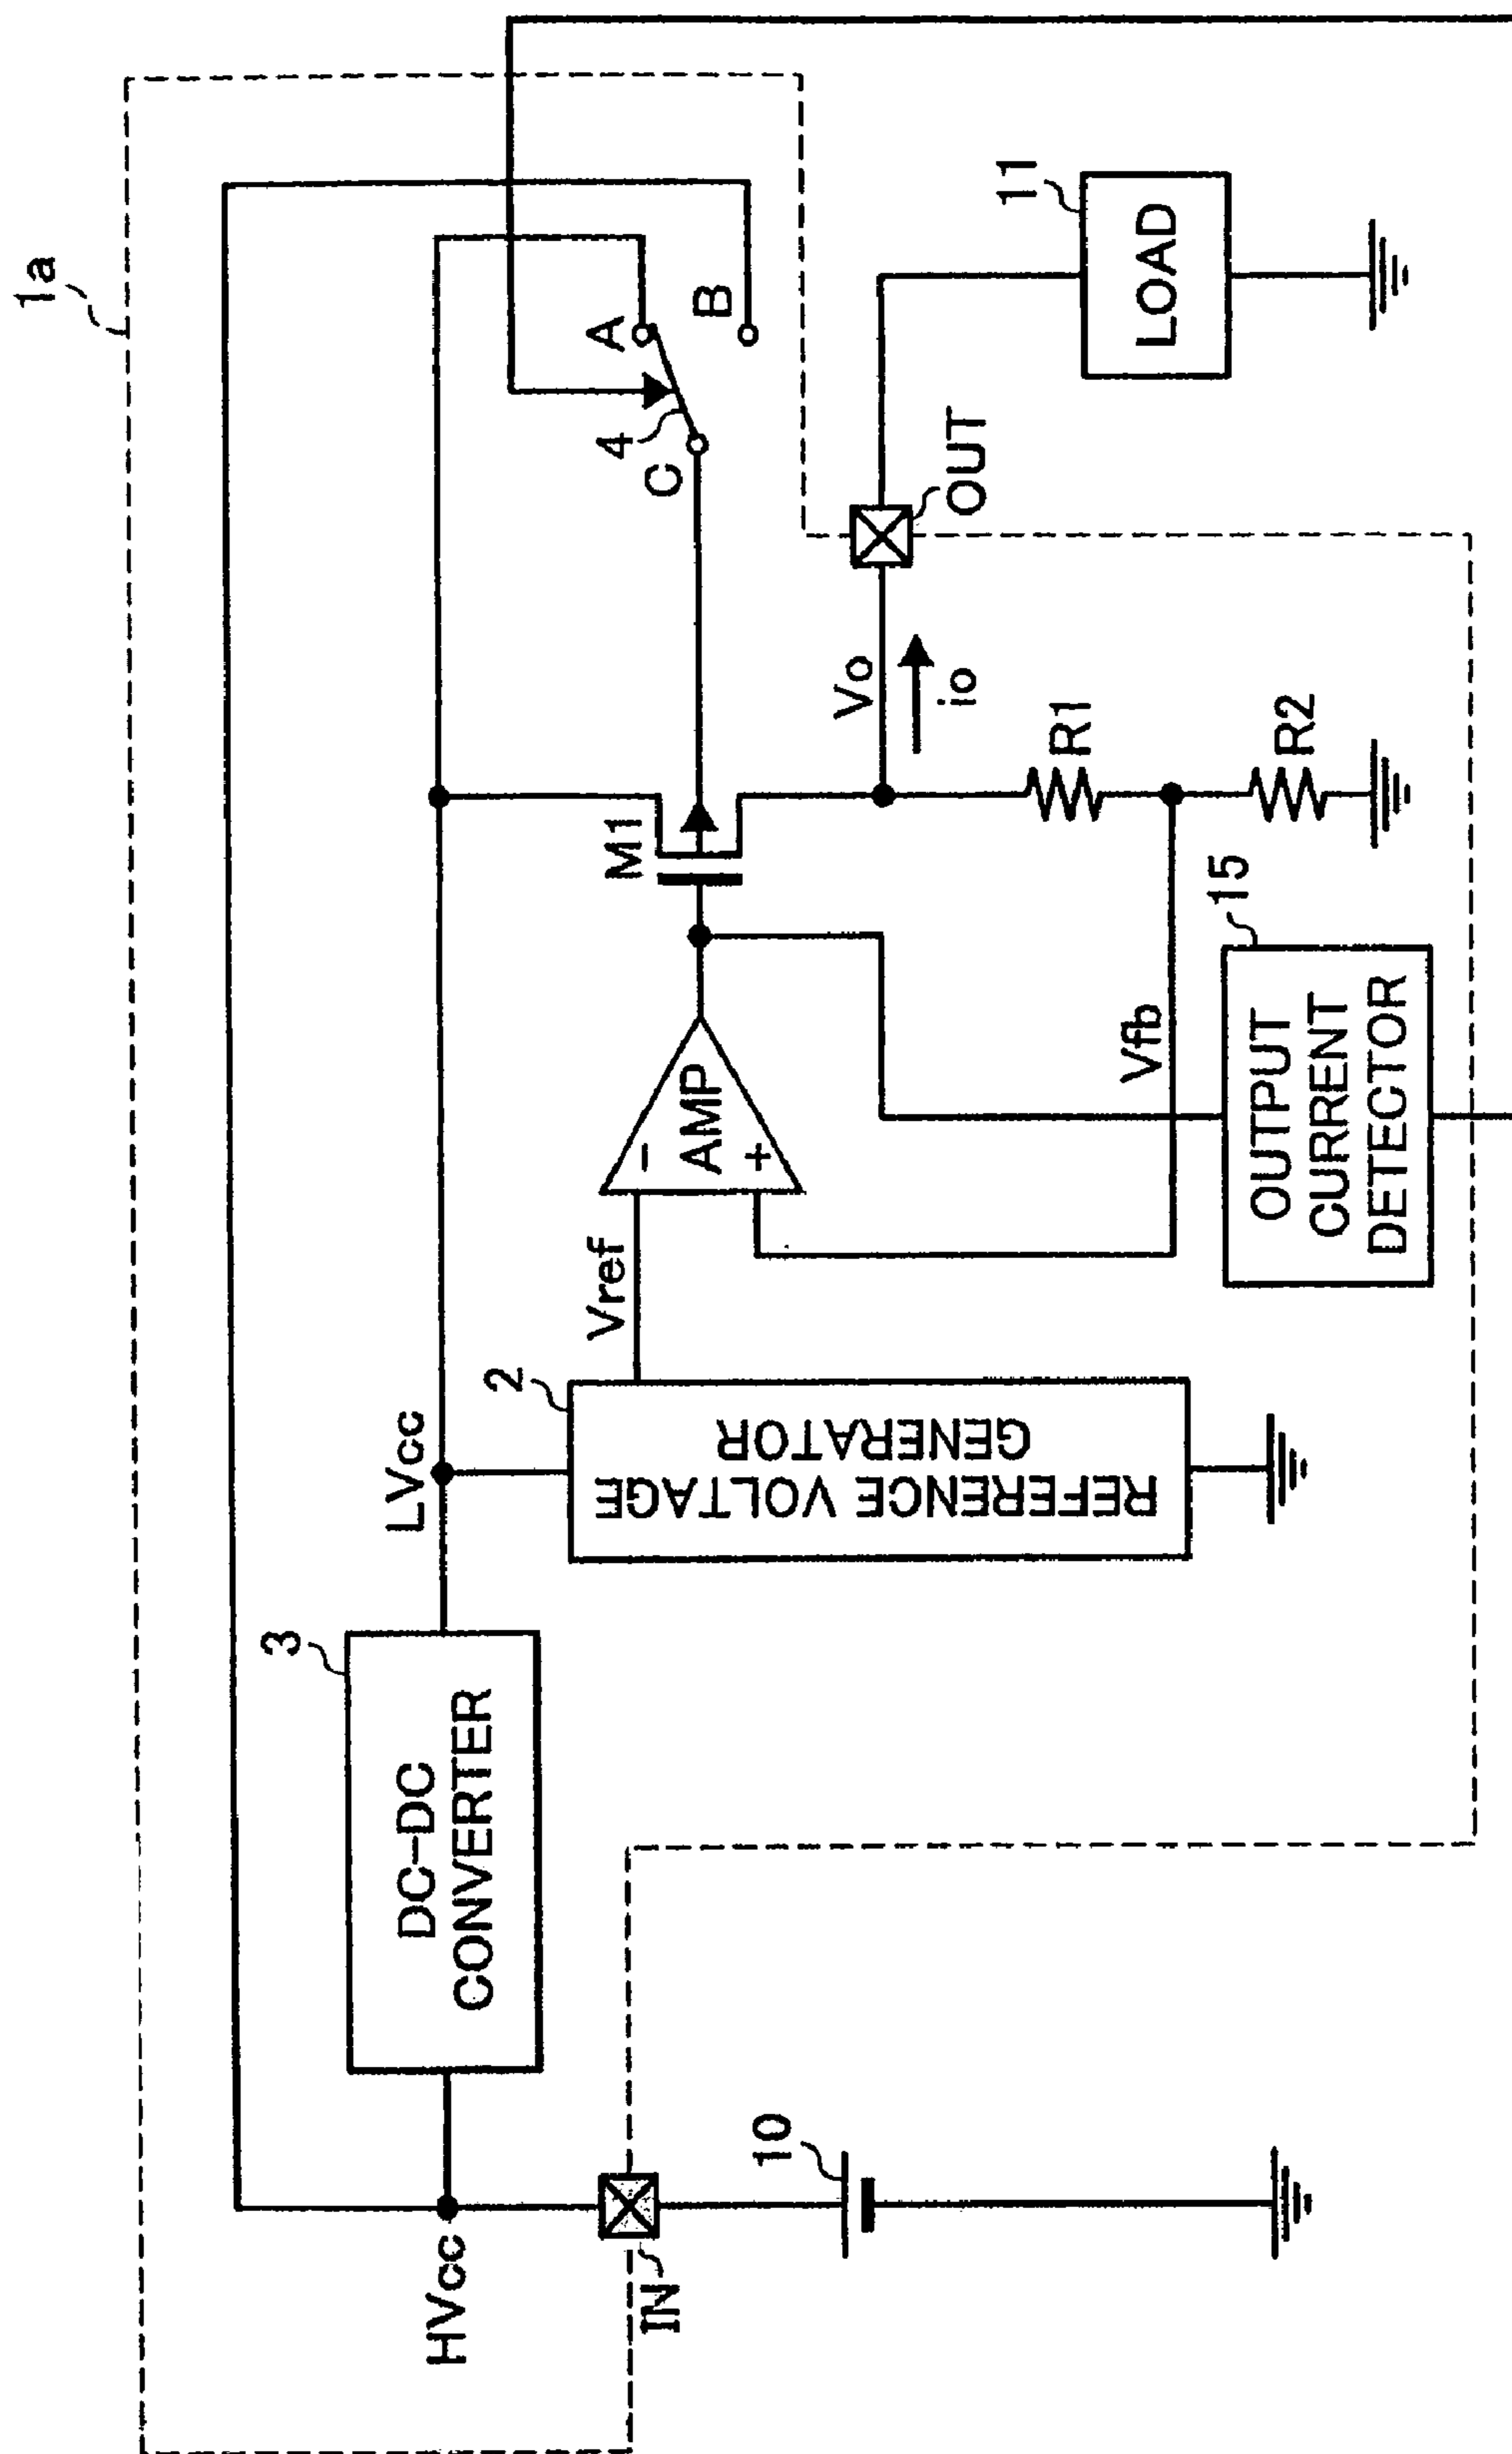 1a
HVcc
IN
10
3
DC-DC
CONVERTER
LVcc
2
REFERENCE VOLTAGE
GENERATOR
Vref
AMP
-
+
Vfb
M1
15
OUTPUT
CURRENT
DETECTOR
Vo
io
R1
R2
C
4
A
B
OUT
11
LOAD